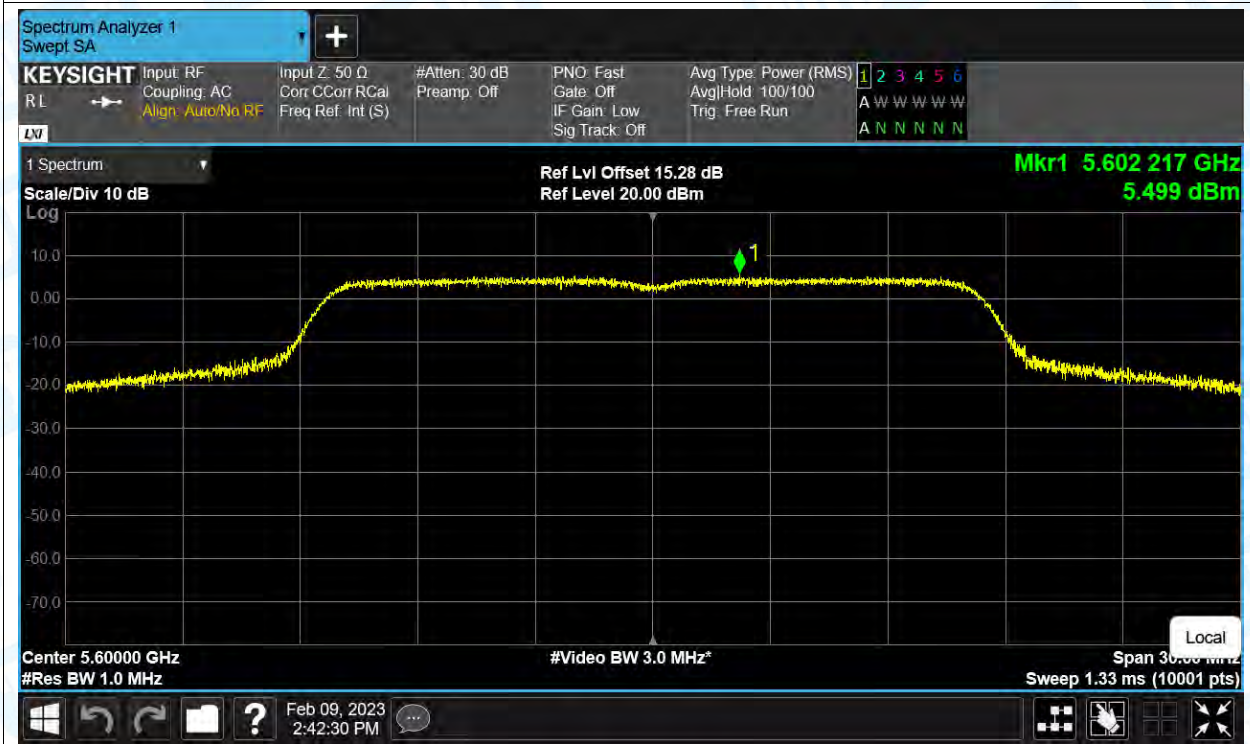 Spectrum Analyzer 1
Swept SA
KEYSIGHT
R L
LXI
Input: RF
Coupling: AC
Align: Auto/No RF
Input Z: 50 Ω
Corr CCorr RCal
Freq Ref: Int (S)
#Atten: 30 dB
Preamp: Off
PNO: Fast
Gate: Off
IF Gain: Low
Sig Track: Off
Avg Type: Power (RMS)
Avg|Hold: 100/100
Trig: Free Run
1 2 3 4 5 6
A W W W W W
A N N N N N
1 Spectrum
Scale/Div 10 dB
Log
Ref Lvl Offset 15.28 dB
Ref Level 20.00 dBm
Mkr1 5.602 217 GHz
5.499 dBm
1
10.0
0.00
-10.0
-20.0
-30.0
-40.0
-50.0
-60.0
-70.0
Local
Center 5.60000 GHz
#Res BW 1.0 MHz
#Video BW 3.0 MHz*
Span
Sweep 1.33 ms (10001 pts)
?
Feb 09, 2023
2:42:30 PM